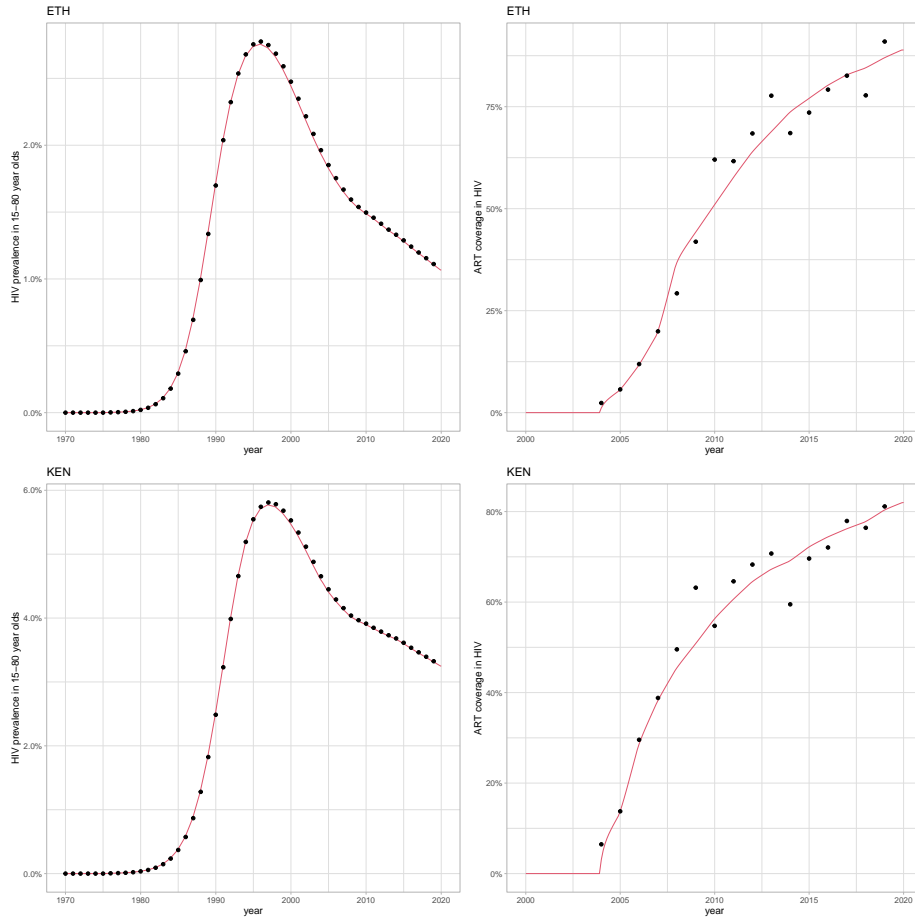 ETH
HIV prevalence in 15−80 year olds
2.0%
1.0%
0.0%
1970 1980 1990 2000 2010 2020
year
ETH
ART coverage in HIV
75%
50%
25%
0%
2000 2005 2010 2015 2020
year
KEN
HIV prevalence in 15−80 year olds
6.0%
4.0%
2.0%
0.0%
1970 1980 1990 2000 2010 2020
year
KEN
ART coverage in HIV
80%
60%
40%
20%
0%
2000 2005 2010 2015 2020
year